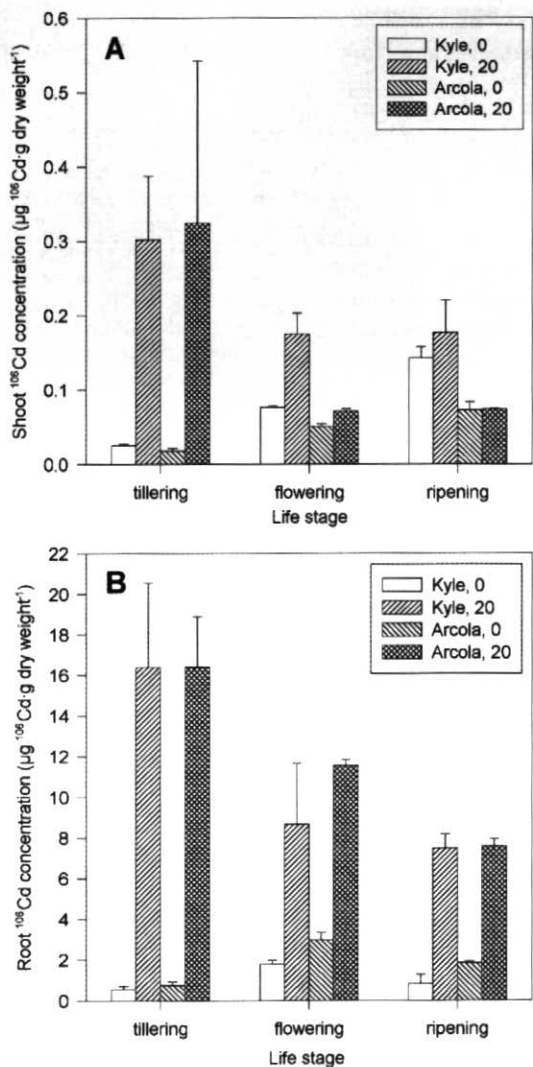 A
Kyle, 0
Kyle, 20
Arcola, 0
Arcola, 20
Shoot ¹⁰⁶Cd concentration (µg ¹⁰⁶Cd·g dry weight⁻¹)
0.6
0.5
0.4
0.3
0.2
0.1
0.0
tillering flowering ripening
Life stage
B
Kyle, 0
Kyle, 20
Arcola, 0
Arcola, 20
Root ¹⁰⁶Cd concentration (µg ¹⁰⁶Cd·g dry weight⁻¹)
22
20
18
16
14
12
10
8
6
4
2
0
tillering flowering ripening
Life stage